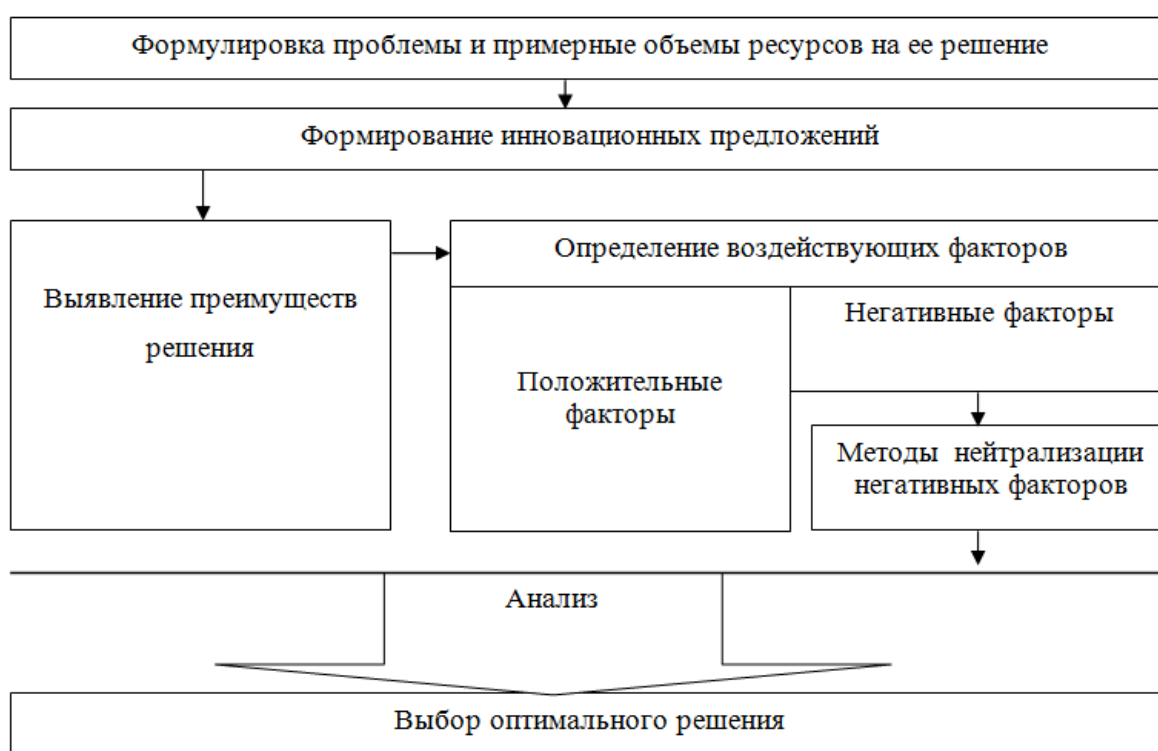 Формулировка проблемы и примерные объемы ресурсов на ее решение
Формирование инновационных предложений
Выявление преимуществ
решения
Определение воздействующих факторов
Положительные
факторы
Негативные факторы
Методы нейтрализации
негативных факторов
Анализ
Выбор оптимального решения